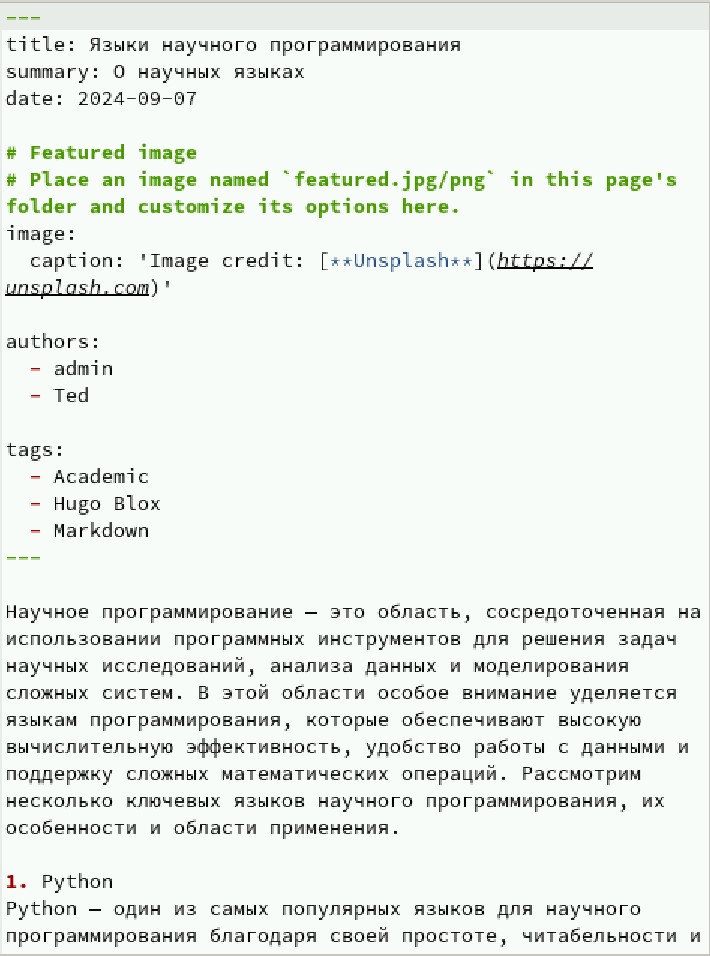 ---
title: Языки научного программирования
summary: О научных языках
date: 2024-09-07
# Featured image
# Place an image named `featured.jpg/png` in this page's
folder and customize its options here.
image:
  caption: 'Image credit: [**Unsplash**](https://
unsplash.com)'
authors:
  - admin
  - Ted
tags:
  - Academic
  - Hugo Blox
  - Markdown
---
Научное программирование — это область, сосредоточенная на
использовании программных инструментов для решения задач
научных исследований, анализа данных и моделирования
сложных систем. В этой области особое внимание уделяется
языкам программирования, которые обеспечивают высокую
вычислительную эффективность, удобство работы с данными и
поддержку сложных математических операций. Рассмотрим
несколько ключевых языков научного программирования, их
особенности и области применения.
1. Python
Python — один из самых популярных языков для научного
программирования благодаря своей простоте, читабельности и